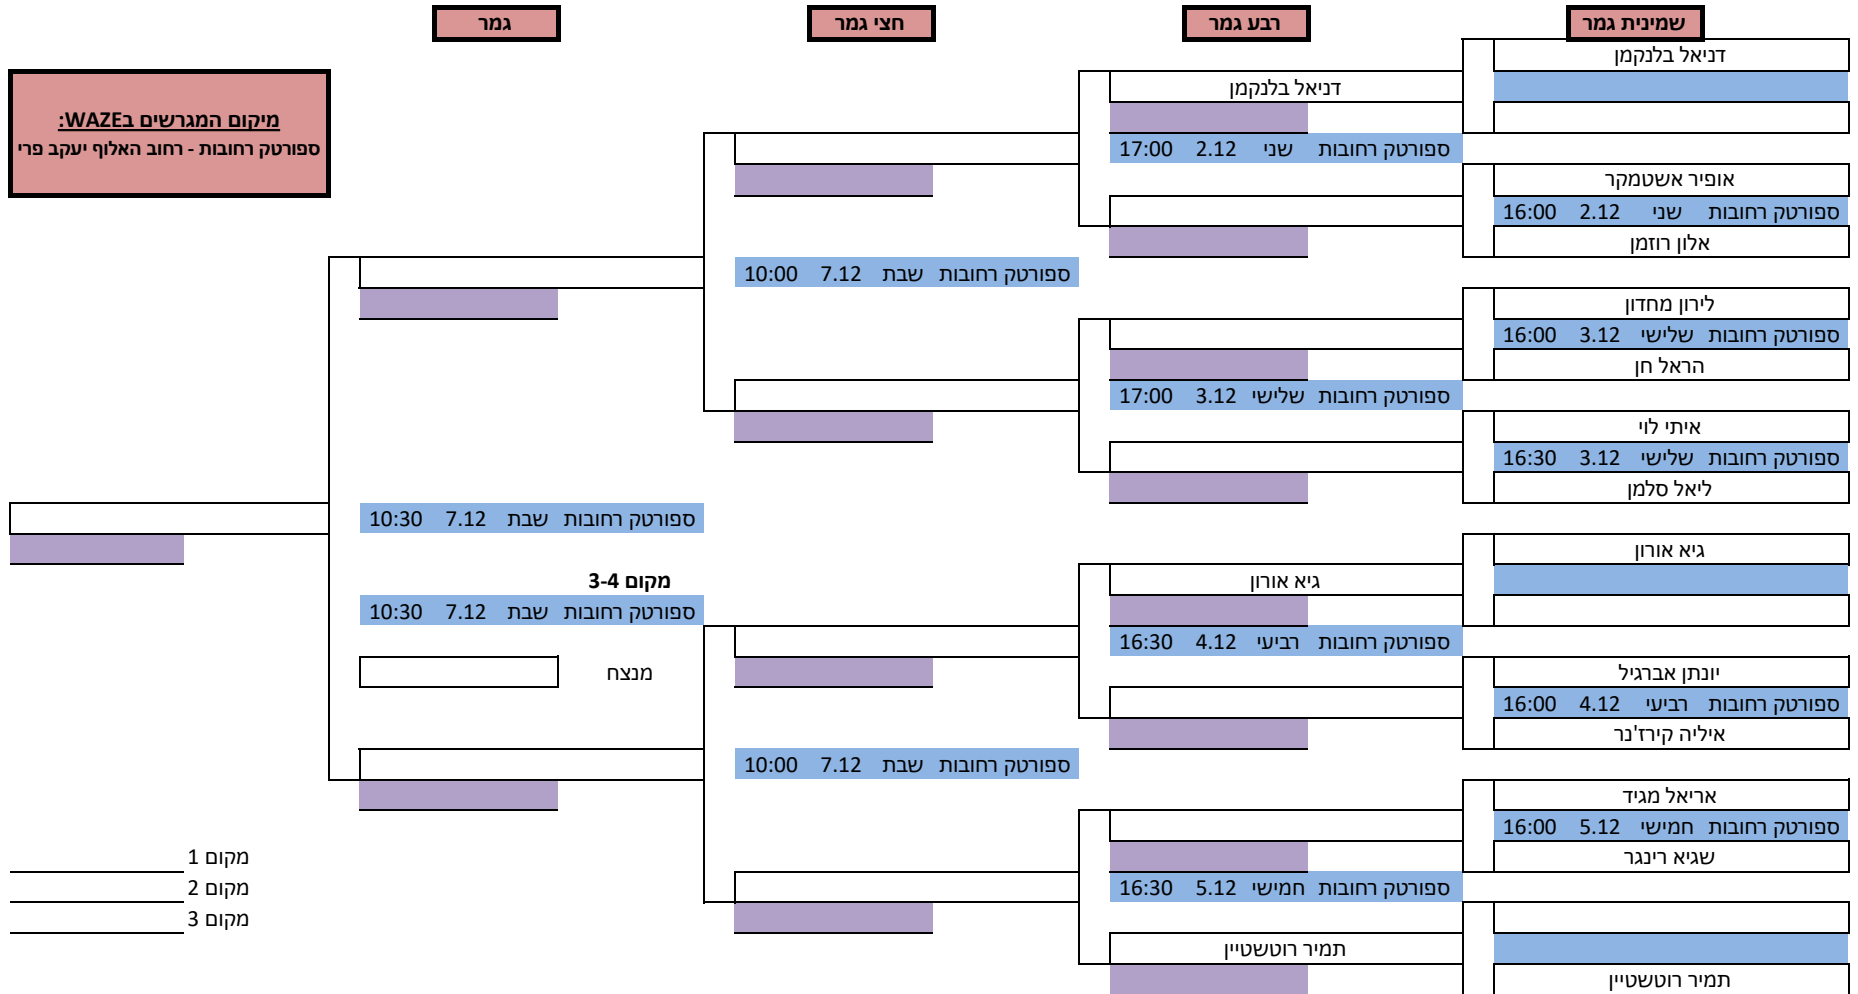 שמינית גמר
רבע גמר
חצי גמר
גמר
מיקום המגרשים בWAZE:
ספורטק רחובות - רחוב האלוף יעקב פרי
דניאל בלנקמן
אופיר אשטמקר
ספורטק רחובות שני 2.12 16:00
אלון רוזמן
לירון מחדון
ספורטק רחובות שלישי 3.12 16:00
הראל חן
איתי לוי
ספורטק רחובות שלישי 3.12 16:30
ליאל סלמן
גיא אורון
יונתן אברגיל
ספורטק רחובות רביעי 4.12 16:00
איליה קירז'נר
אריאל מגיד
ספורטק רחובות חמישי 5.12 16:00
שגיא רינגר
תמיר רוטשטיין
דניאל בלנקמן
ספורטק רחובות שני 2.12 17:00
ספורטק רחובות שלישי 3.12 17:00
גיא אורון
ספורטק רחובות רביעי 4.12 16:30
ספורטק רחובות חמישי 5.12 16:30
תמיר רוטשטיין
ספורטק רחובות שבת 7.12 10:00
ספורטק רחובות שבת 7.12 10:00
ספורטק רחובות שבת 7.12 10:30
מקום 3-4
ספורטק רחובות שבת 7.12 10:30
מנצח
מקום 1
מקום 2
מקום 3